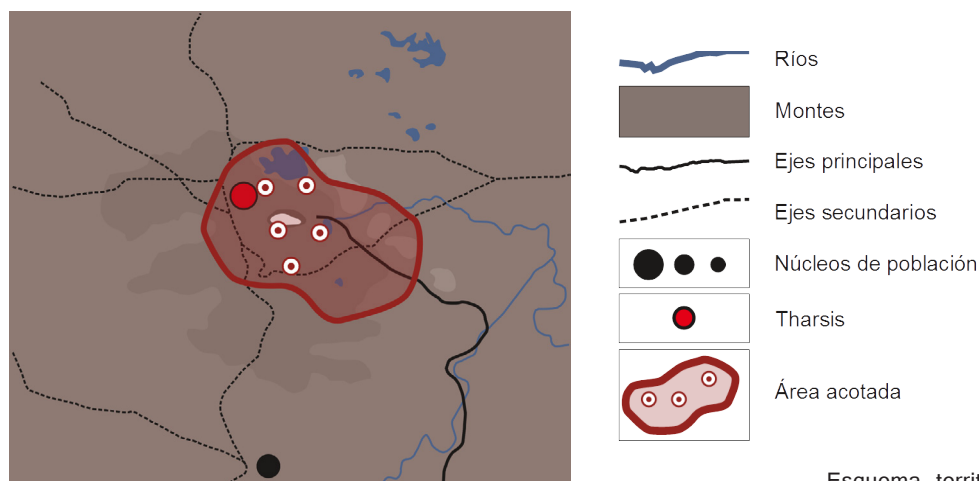 Ríos
Montes
Ejes principales
Ejes secundarios
Núcleos de población
Tharsis
Área acotada
Esquema